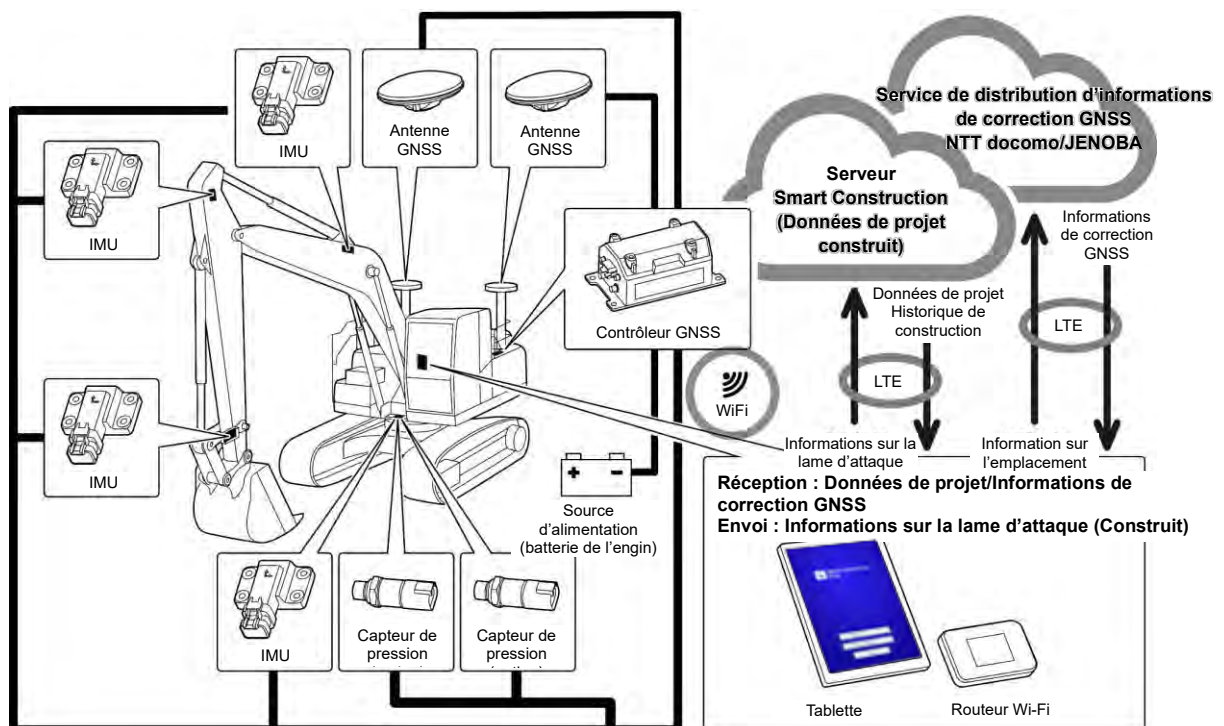 IMU
Antenne
GNSS
Antenne
GNSS
Service de distribution d'informations
de correction GNSS
NTT docomo/JENOBA
Serveur
Smart Construction
(Données de projet
construit)
IMU
Informations
de correction
GNSS
Contrôleur GNSS
Données de projet
Historique de
construction
LTE
LTE
WiFi
IMU
Informations sur la
lame d'attaque
Information sur
l'emplacement
Source
d'alimentation
(batterie de l'engin)
Réception : Données de projet/Informations de
correction GNSS
Envoi : Informations sur la lame d'attaque (Construit)
IMU
Capteur de
pression
Capteur de
pression
Tablette
Routeur Wi-Fi